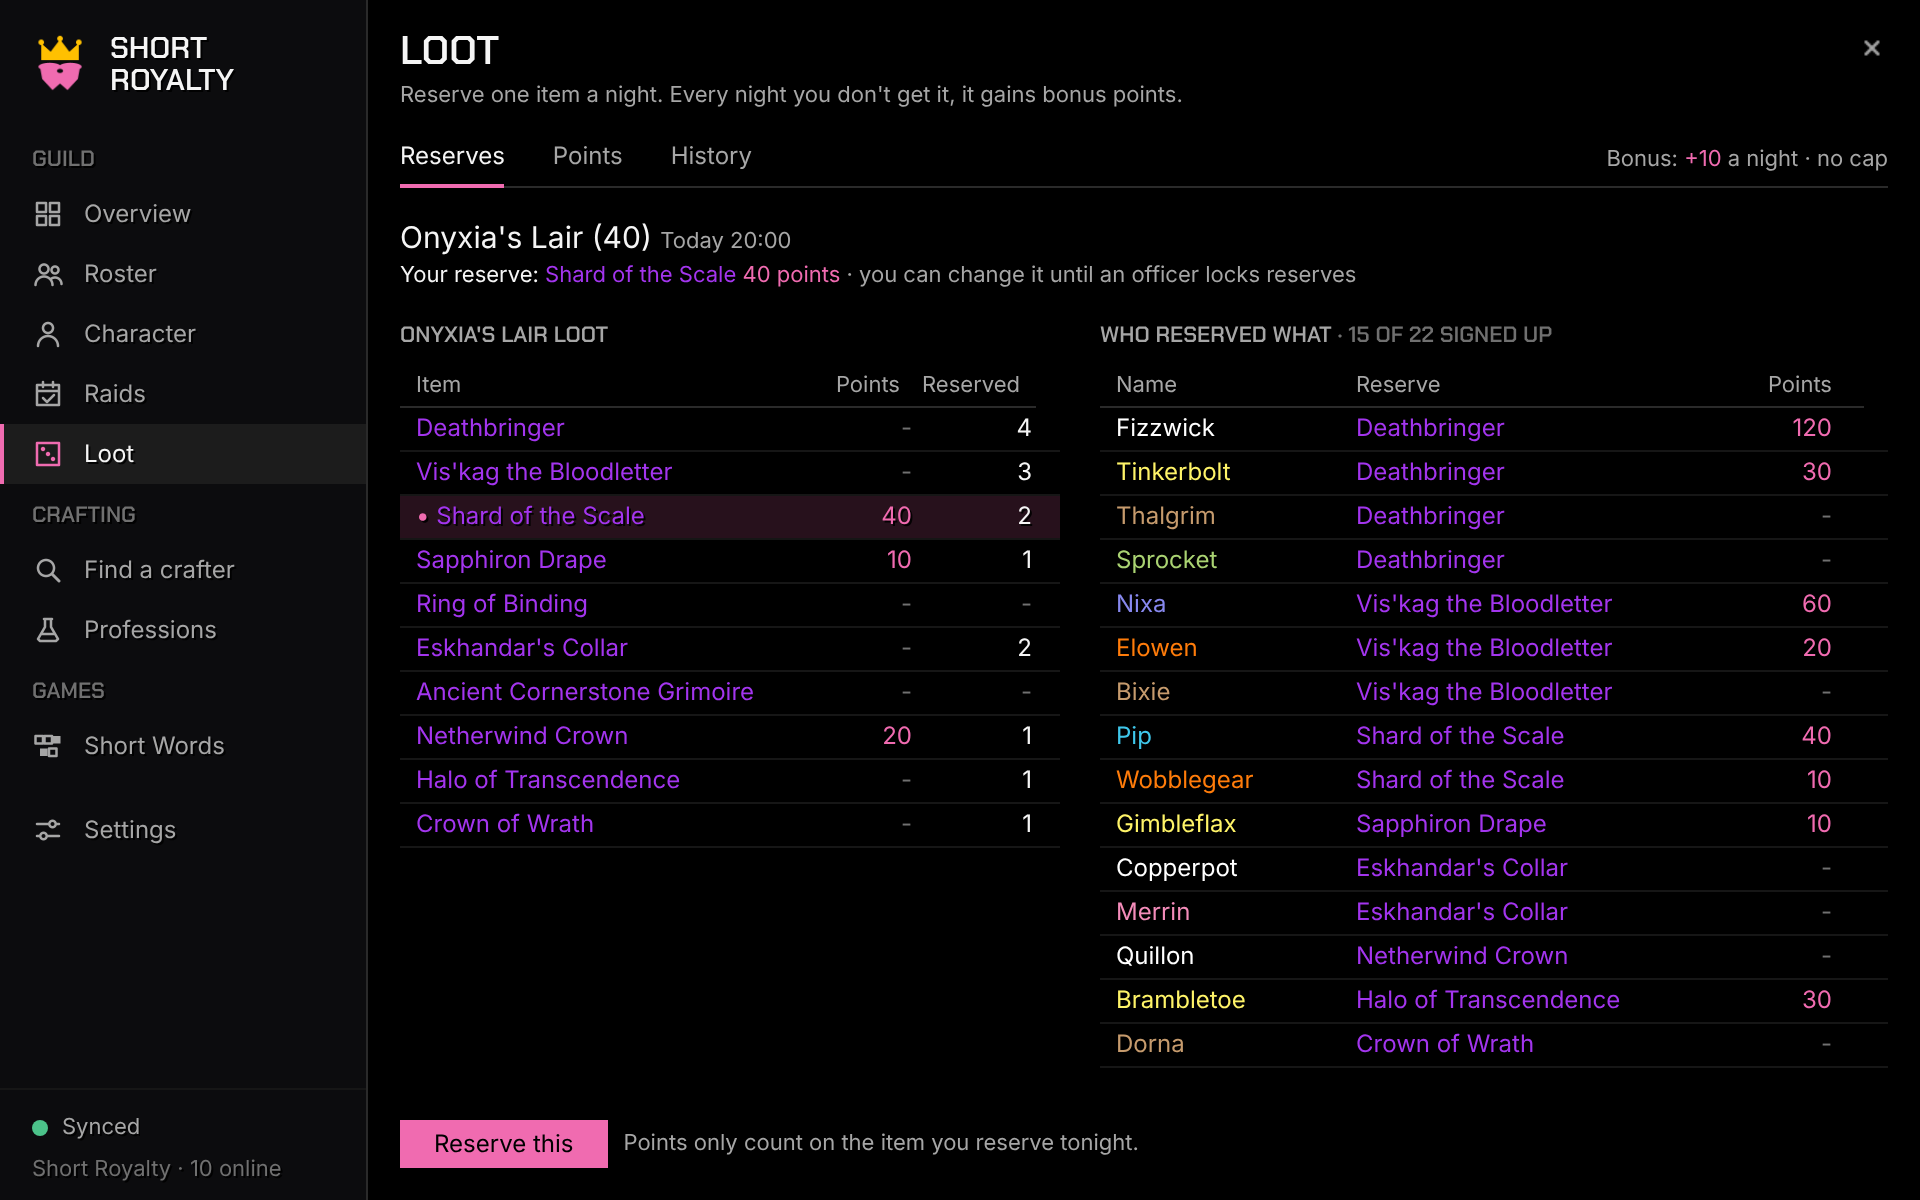 SHORT
ROYALTY
GUILD
Overview
Roster
Character
Raids
Loot
CRAFTING
Find a crafter
Professions
GAMES
Short Words
Settings
Synced
Short Royalty · 10 online
LOOT
Reserve one item a night. Every night you don't get it, it gains bonus points.
Reserves Points History
Bonus: +10 a night · no cap
Onyxia's Lair (40) Today 20:00
Your reserve: Shard of the Scale 40 points · you can change it until an officer locks reserves
ONYXIA'S LAIR LOOT
Item Points Reserved
Deathbringer - 4
Vis'kag the Bloodletter - 3
• Shard of the Scale 40 2
Sapphiron Drape 10 1
Ring of Binding - -
Eskhandar's Collar - 2
Ancient Cornerstone Grimoire - -
Netherwind Crown 20 1
Halo of Transcendence - 1
Crown of Wrath - 1
WHO RESERVED WHAT · 15 OF 22 SIGNED UP
Name Reserve Points
Fizzwick Deathbringer 120
Tinkerbolt Deathbringer 30
Thalgrim Deathbringer -
Sprocket Deathbringer -
Nixa Vis'kag the Bloodletter 60
Elowen Vis'kag the Bloodletter 20
Bixie Vis'kag the Bloodletter -
Pip Shard of the Scale 40
Wobblegear Shard of the Scale 10
Gimbleflax Sapphiron Drape 10
Copperpot Eskhandar's Collar -
Merrin Eskhandar's Collar -
Quillon Netherwind Crown -
Brambletoe Halo of Transcendence 30
Dorna Crown of Wrath -
Reserve this
Points only count on the item you reserve tonight.